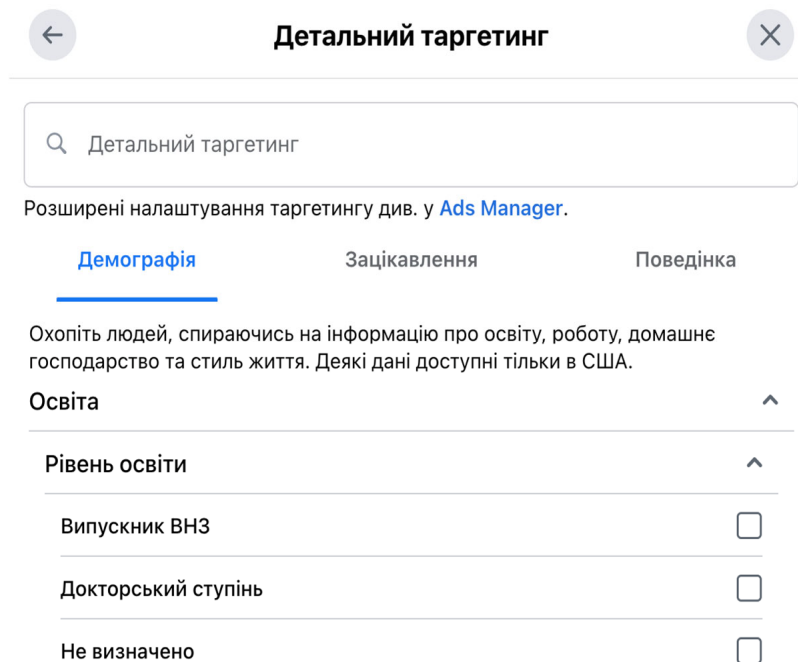 Детальний таргетинг
Детальний таргетинг
Розширені налаштування таргетингу див. у Ads Manager.
Демографія Зацікавлення Поведінка
Охопіть людей, спираючись на інформацію про освіту, роботу, домашнє
господарство та стиль життя. Деякі дані доступні тільки в США.
Освіта
Рівень освіти
Випускник ВНЗ
Докторський ступінь
Не визначено